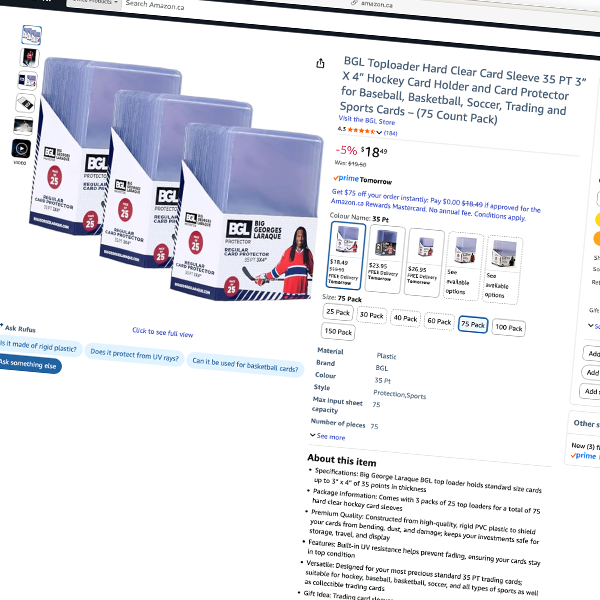 Search Amazon.ca
amazon.ca
BGL Toploader Hard Clear Card Sleeve 35 PT 3"
X 4" Hockey Card Holder and Card Protector
for Baseball, Basketball, Soccer, Trading and
Sports Cards – (75 Count Pack)
Visit the BGL Store
4.3 (184)
-5% $18 49
Was: $19.50
prime Tomorrow
Get $75 off your order instantly: Pay $0.00 $18.49 if approved for the
Amazon.ca Rewards Mastercard. No annual fee. Conditions apply.
Colour Name: 35 Pt
$18.49
$19.50
FREE Delivery
Tomorrow
$23.95
FREE Delivery
Tomorrow
$26.95
FREE Delivery
Tomorrow
See
available
options
See
available
options
Size: 75 Pack
25 Pack
30 Pack
40 Pack
60 Pack
75 Pack
100 Pack
150 Pack
Material Plastic
Brand BGL
Colour 35 Pt
Style Protection,Sports
Max input sheet
capacity 75
Number of pieces 75
See more
About this item
• Specifications: Big George Laraque BGL top loader holds standard size cards
up to 3" x 4" of 35 points in thickness
• Package Information: Comes with 3 packs of 25 top loaders for a total of 75
hard clear hockey card sleeves
• Premium Quality: Constructed from high-quality, rigid PVC plastic to shield
your cards from bending, dust, and damage; keeps your investments safe for
storage, travel, and display
• Features: Built-in UV resistance helps prevent fading, ensuring your cards stay
in top condition
• Versatile: Designed for your most precious standard 35 PT trading cards;
suitable for hockey, baseball, basketball, soccer, and all types of sports as well
as collectible trading cards
• Gift Idea: Trading card
VIDEO
BGL
PROTECTOR
BIG
GEORGES
LARAQUE
REGULAR
CARD PROTECTOR
35PT 3X4"
25
Click to see full view
Ask Rufus
Is it made of rigid plastic?
Does it protect from UV rays?
Can it be used for basketball cards?
Ask something else
Add
Add
Add
Other s
New (3) f
prime